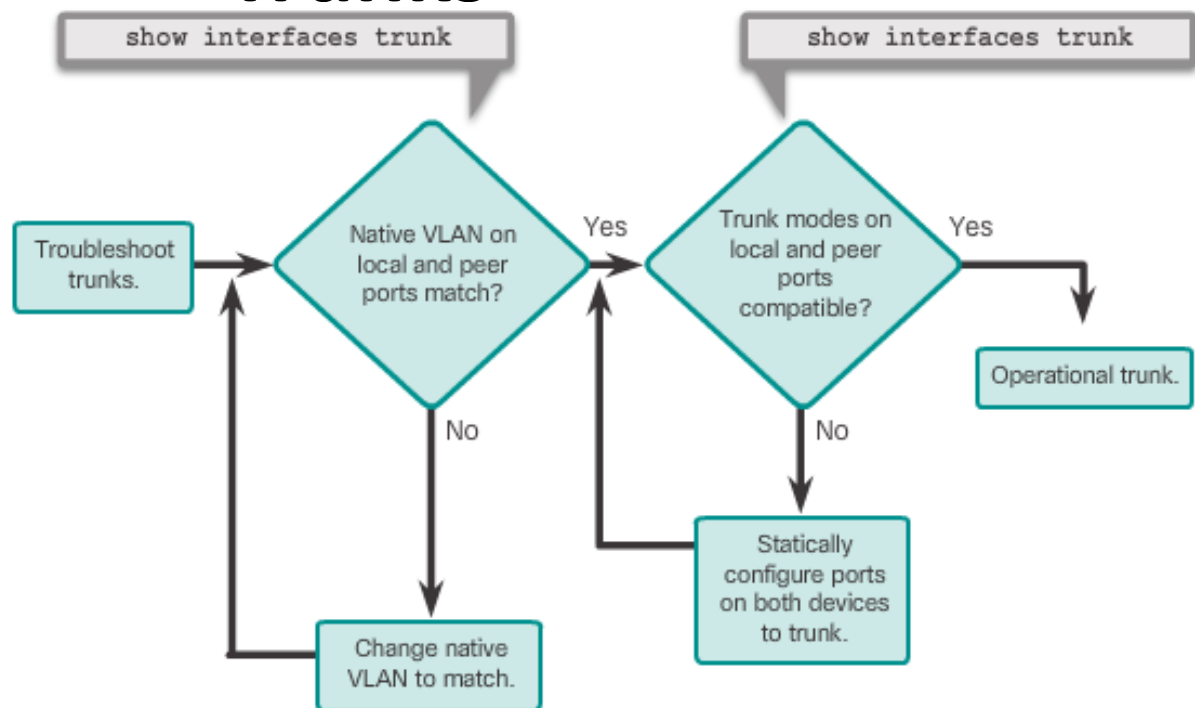 show interfaces trunk
show interfaces trunk
Troubleshoot
trunks.
Native VLAN on
local and peer
ports match?
Yes
Trunk modes on
local and peer
ports
compatible?
Yes
Operational trunk.
No
No
Change native
VLAN to match.
Statically
configure ports
on both devices
to trunk.